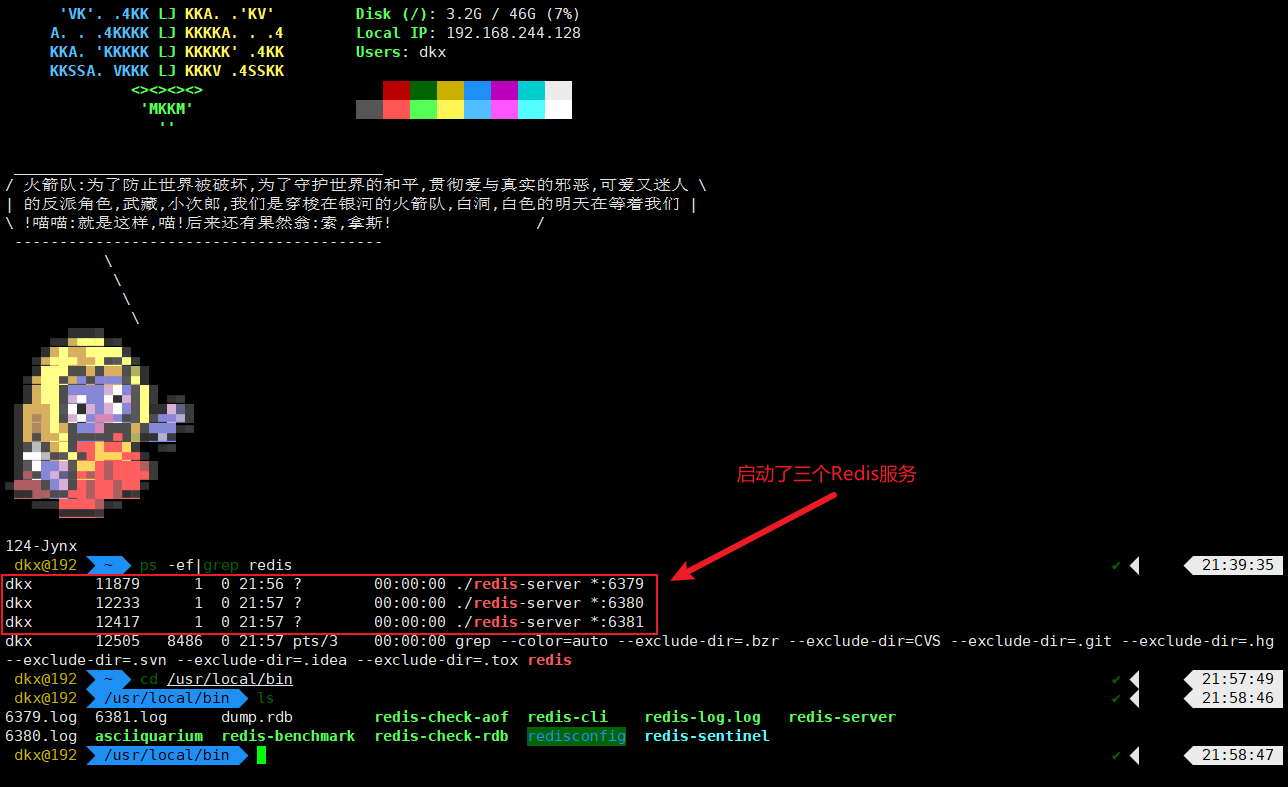 'VK'. .4KK LJ KKA. .'KV' Disk (/): 3.2G / 46G (7%)
A. . .4KKKK LJ KKKKA. . .4 Local IP: 192.168.244.128
KKA. 'KKKKK LJ KKKKK' .4KK Users: dkx
KKSSA. VKKK LJ KKKV .4SSKK
<><><><>
'MKKM'
''
_________________________________________
/ 火箭队:为了防止世界被破坏,为了守护世界的和平,贯彻爱与真实的邪恶,可爱又迷人 \
| 的反派角色,武藏,小次郎,我们是穿梭在银河的火箭队,白洞,白色的明天在等着我们 |
\ !喵喵:就是这样,喵!后来还有果然翁:索,拿斯! /
-----------------------------------------
\
\
\
\
启动了三个Redis服务
124-Jynx
dkx@192 ~ ps -ef|grep redis ✔ 21:39:35
dkx 11879 1 0 21:56 ? 00:00:00 ./redis-server *:6379
dkx 12233 1 0 21:57 ? 00:00:00 ./redis-server *:6380
dkx 12417 1 0 21:57 ? 00:00:00 ./redis-server *:6381
dkx 12505 8486 0 21:57 pts/3 00:00:00 grep --color=auto --exclude-dir=.bzr --exclude-dir=CVS --exclude-dir=.git --exclude-dir=.hg
--exclude-dir=.svn --exclude-dir=.idea --exclude-dir=.tox redis
dkx@192 ~ cd /usr/local/bin ✔ 21:57:49
dkx@192 /usr/local/bin ls ✔ 21:58:46
6379.log 6381.log dump.rdb redis-check-aof redis-cli redis-log.log redis-server
6380.log asciiquarium redis-benchmark redis-check-rdb redisconfig redis-sentinel
dkx@192 /usr/local/bin ✔ 21:58:47